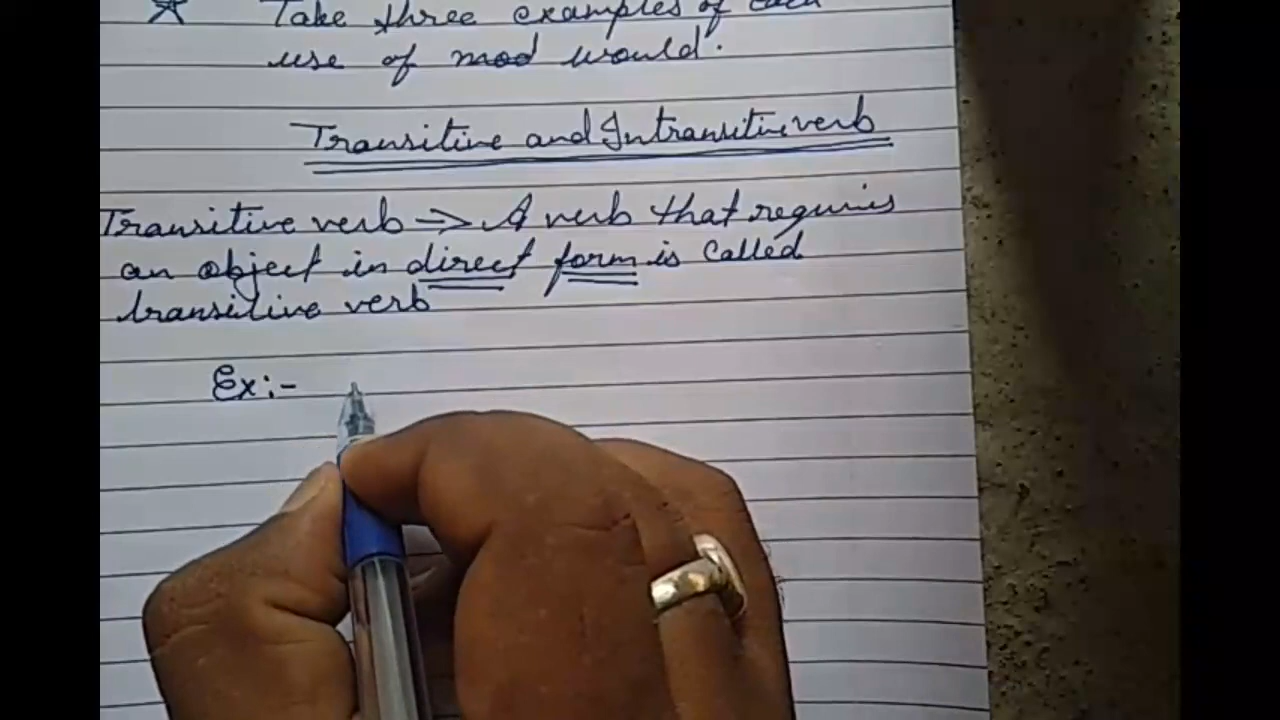 Take three examples of each
use of mod would.
Transitive and Intransitive verb
Transitive verb => A verb that requires
an object in direct form is called
transitive verb
Ex:-